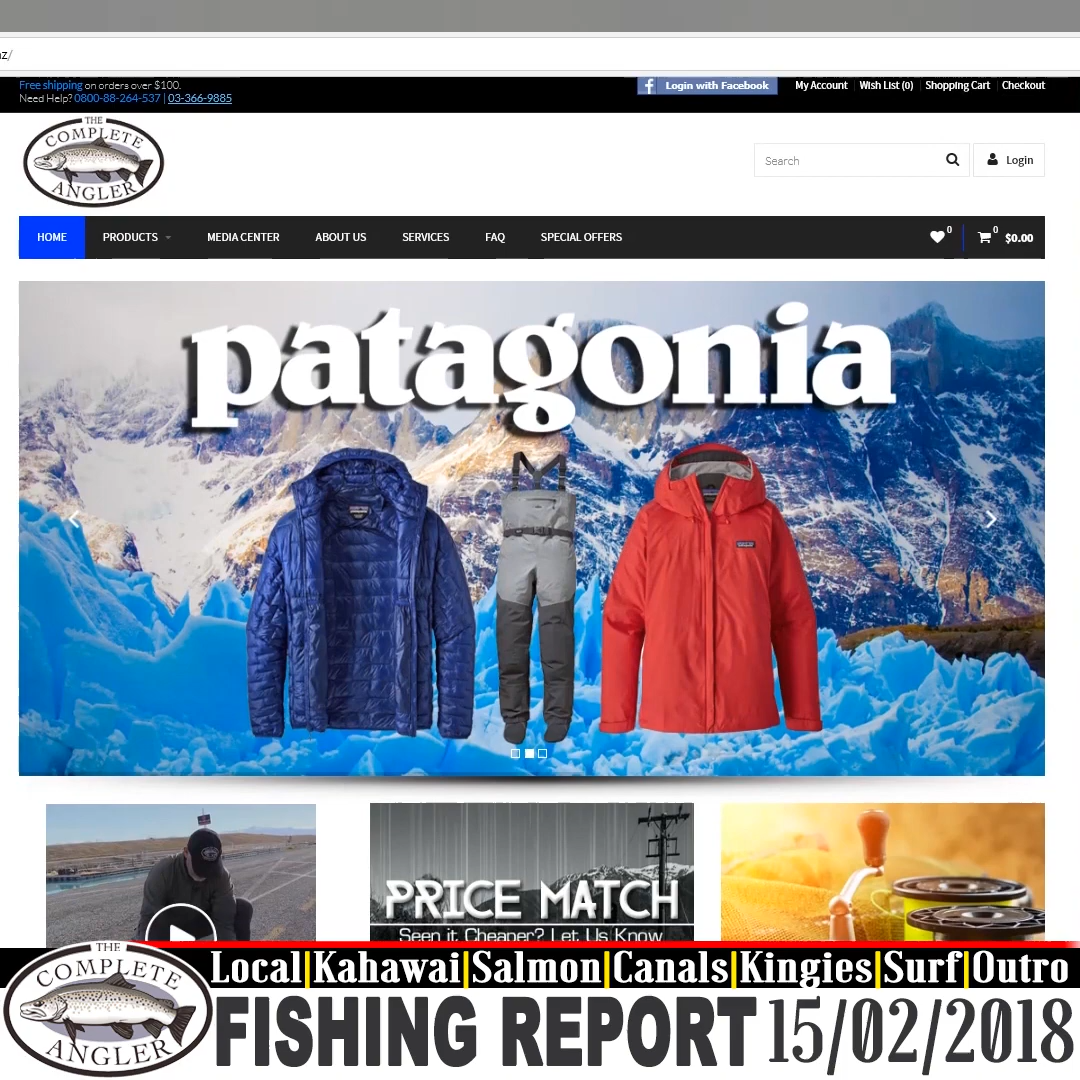 z/
Free shipping on orders over $100.
Need Help? 0800-88-264-537 | 03-366-9885
f Login with Facebook
My Account Wish List (0) Shopping Cart Checkout
THE
COMPLETE
ANGLER
Search
Login
HOME PRODUCTS MEDIA CENTER ABOUT US SERVICES FAQ SPECIAL OFFERS 0 0 $0.00
patagonia
PRICE MATCH
Seen it Cheaper? Let Us Know
THE
COMPLETE
ANGLER
Local|Kahawai|Salmon|Canals|Kingies|Surf|Outro
FISHING REPORT 15/02/2018